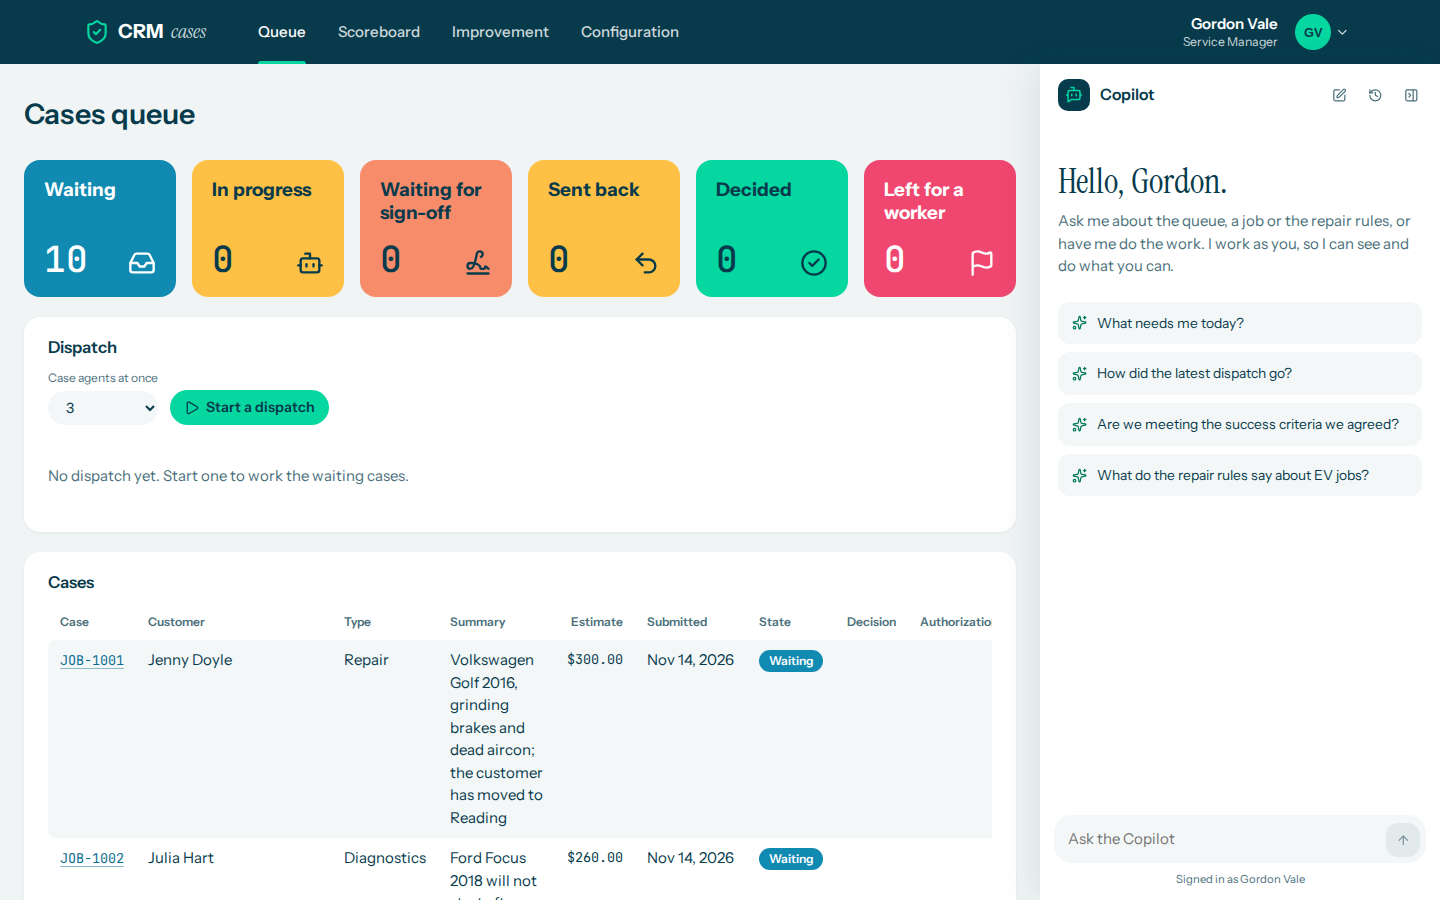 CRM cases
Queue
Scoreboard
Improvement
Configuration
Gordon Vale
Service Manager
GV
Cases queue
Waiting
10
In progress
0
Waiting for
sign-off
0
Sent back
0
Decided
0
Left for a
worker
0
Dispatch
Case agents at once
3
Start a dispatch
No dispatch yet. Start one to work the waiting cases.
Cases
Case Customer Type Summary Estimate Submitted State Decision Authorizatio
JOB-1001 Jenny Doyle Repair Volkswagen $300.00 Nov 14, 2026 Waiting
Golf 2016,
grinding
brakes and
dead aircon;
the customer
has moved to
Reading
JOB-1002 Julia Hart Diagnostics Ford Focus $260.00 Nov 14, 2026 Waiting
2018 will not
Copilot
Hello, Gordon.
Ask me about the queue, a job or the repair rules, or
have me do the work. I work as you, so I can see and
do what you can.
What needs me today?
How did the latest dispatch go?
Are we meeting the success criteria we agreed?
What do the repair rules say about EV jobs?
Ask the Copilot
Signed in as Gordon Vale